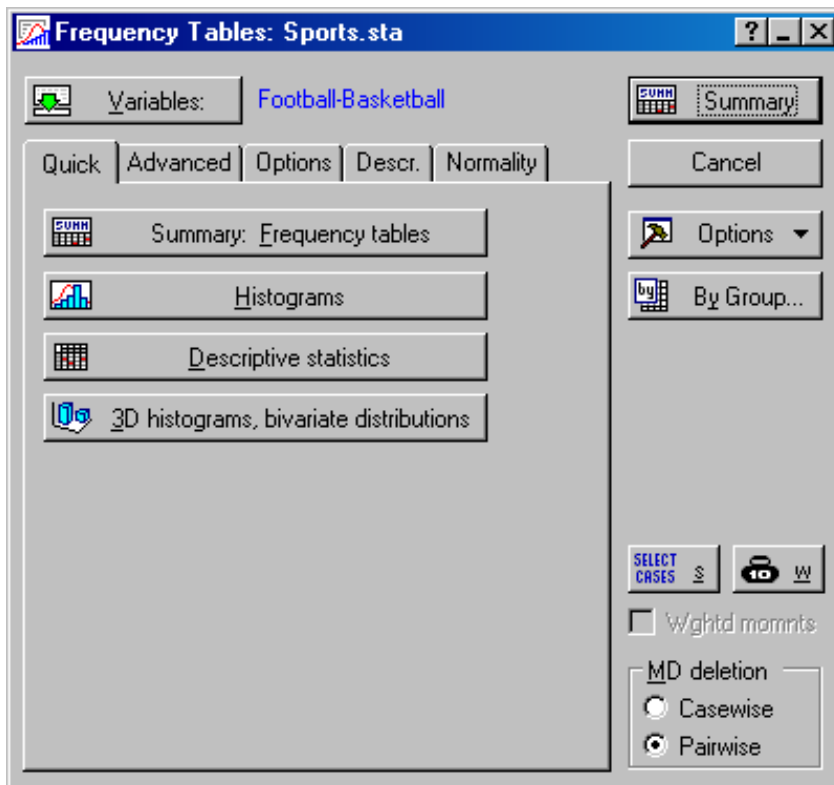 Frequency Tables: Sports.sta
Variables: Football-Basketball
Summary
Quick Advanced Options Descr. Normality
Cancel
Summary: Frequency tables
Options
Histograms
By Group...
Descriptive statistics
3D histograms, bivariate distributions
SELECT
CASES S
10 W
Wghtd momnts
MD deletion
Casewise
Pairwise